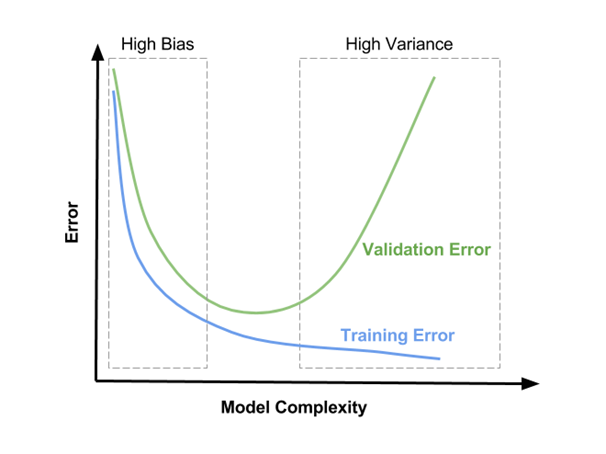 High Bias
High Variance
Error
Validation Error
Training Error
Model Complexity